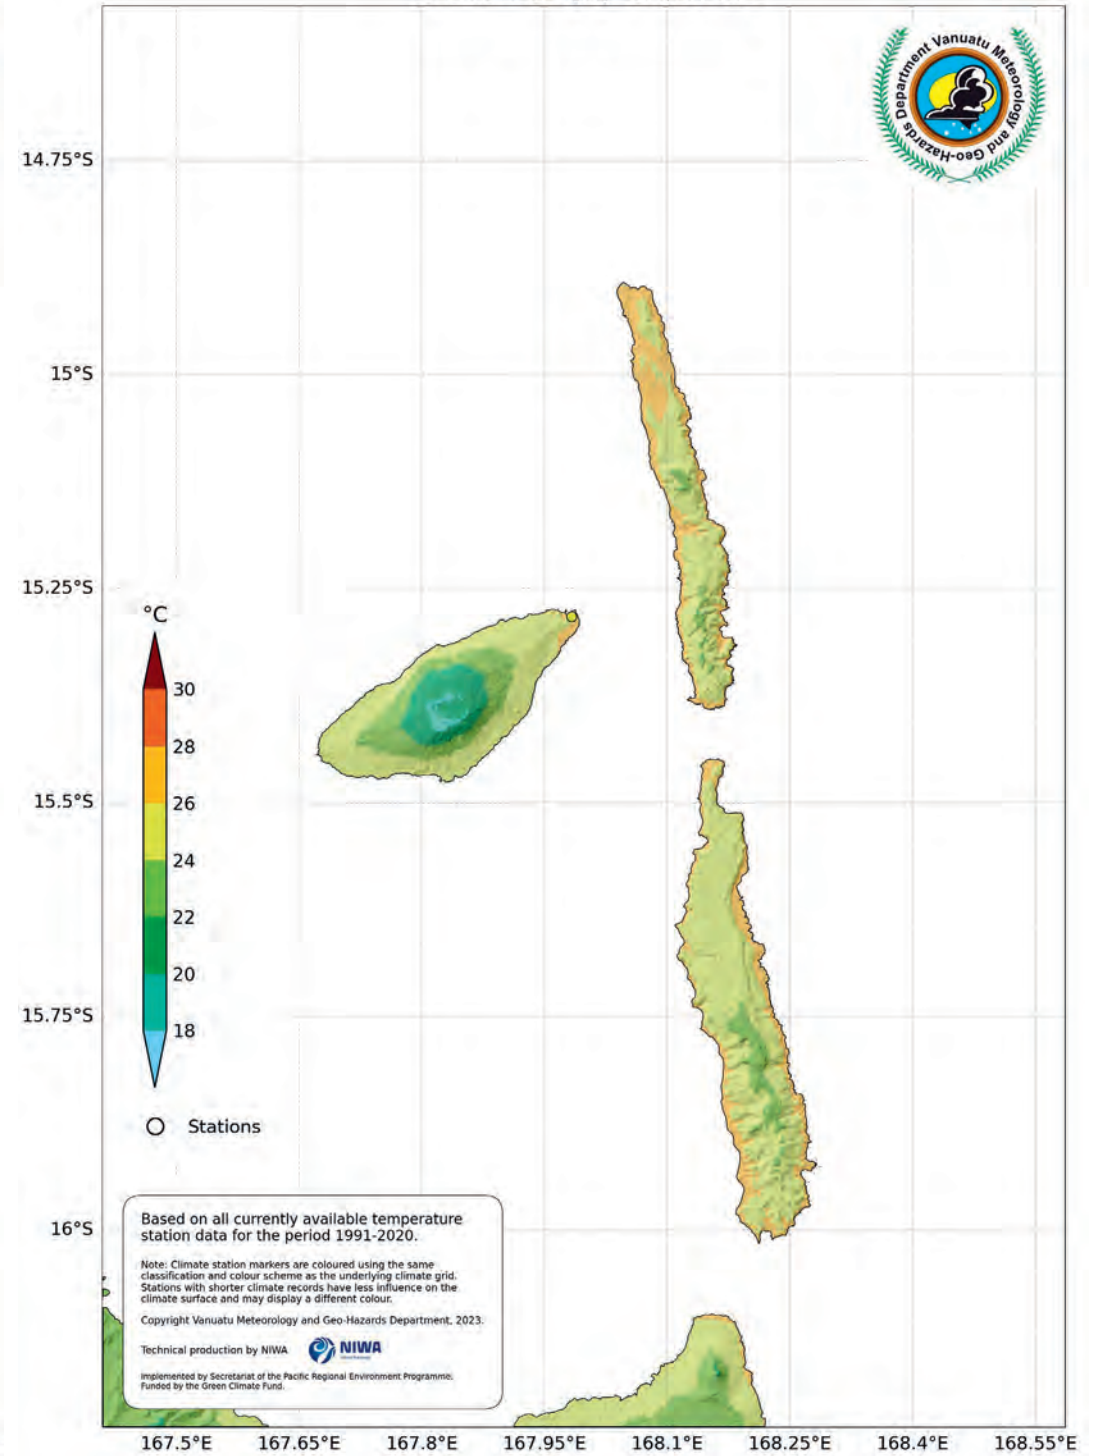 Vanuatu Meteorology and Geo-Hazards Department
14.75°S
15°S
15.25°S
°C
30
28
26
15.5°S
24
22
20
15.75°S
18
Stations
16°S
Based on all currently available temperature
station data for the period 1991-2020.
Note: Climate station markers are coloured using the same
classification and colour scheme as the underlying climate grid.
Stations with shorter climate records have less influence on the
climate surface and may display a different colour.
Copyright Vanuatu Meteorology and Geo-Hazards Department, 2023.
Technical production by NIWA
NIWA
Implemented by Secretariat of the Pacific Regional Environment Programme.
Funded by the Green Climate Fund.
167.5°E
167.65°E
167.8°E
167.95°E
168.1°E
168.25°E
168.4°E
168.55°E